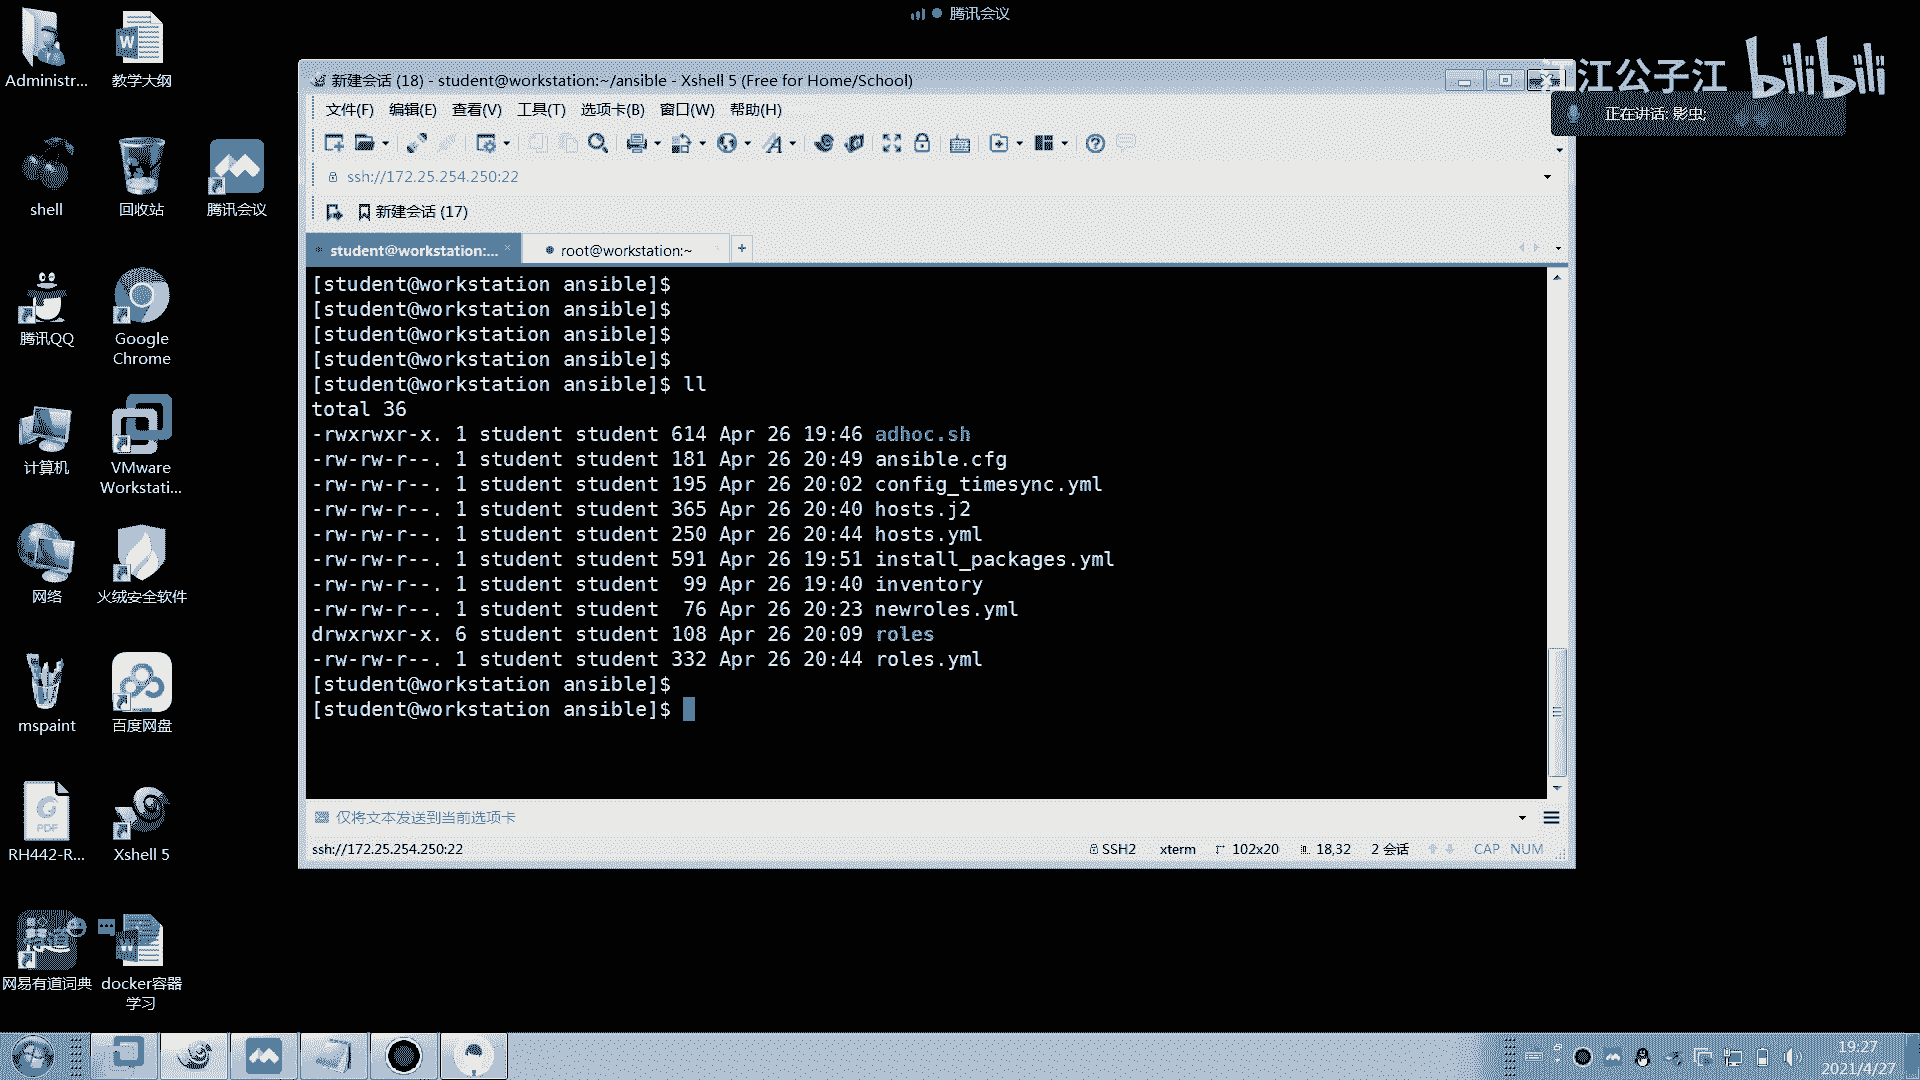 腾讯会议
江公子江
bilibili
正在讲话: 影虫;
Administr...
教学大纲
shell
回收站
腾讯会议
腾讯QQ
Google
Chrome
计算机
VMware
Workstati...
网络
火绒安全软件
mspaint
百度网盘
RH442-R...
Xshell 5
网易有道词典
docker容器
学习
新建会话 (18) - student@workstation:~/ansible - Xshell 5 (Free for Home/School)
文件(F) 编辑(E) 查看(V) 工具(T) 选项卡(B) 窗口(W) 帮助(H)
ssh://172.25.254.250:22
新建会话 (17)
student@workstation:... × root@workstation:~ +
[student@workstation ansible]$
[student@workstation ansible]$
[student@workstation ansible]$
[student@workstation ansible]$
[student@workstation ansible]$ ll
total 36
-rwxrwxr-x. 1 student student 614 Apr 26 19:46 adhoc.sh
-rw-rw-r--. 1 student student 181 Apr 26 20:49 ansible.cfg
-rw-rw-r--. 1 student student 195 Apr 26 20:02 config_timesync.yml
-rw-rw-r--. 1 student student 365 Apr 26 20:40 hosts.j2
-rw-rw-r--. 1 student student 250 Apr 26 20:44 hosts.yml
-rw-rw-r--. 1 student student 591 Apr 26 19:51 install_packages.yml
-rw-rw-r--. 1 student student  99 Apr 26 19:40 inventory
-rw-rw-r--. 1 student student  76 Apr 26 20:23 newroles.yml
drwxrwxr-x. 6 student student 108 Apr 26 20:09 roles
-rw-rw-r--. 1 student student 332 Apr 26 20:44 roles.yml
[student@workstation ansible]$
[student@workstation ansible]$
仅将文本发送到当前选项卡
ssh://172.25.254.250:22 SSH2 xterm 102x20 18,32 2 会话 CAP NUM
19:27
2021/4/27